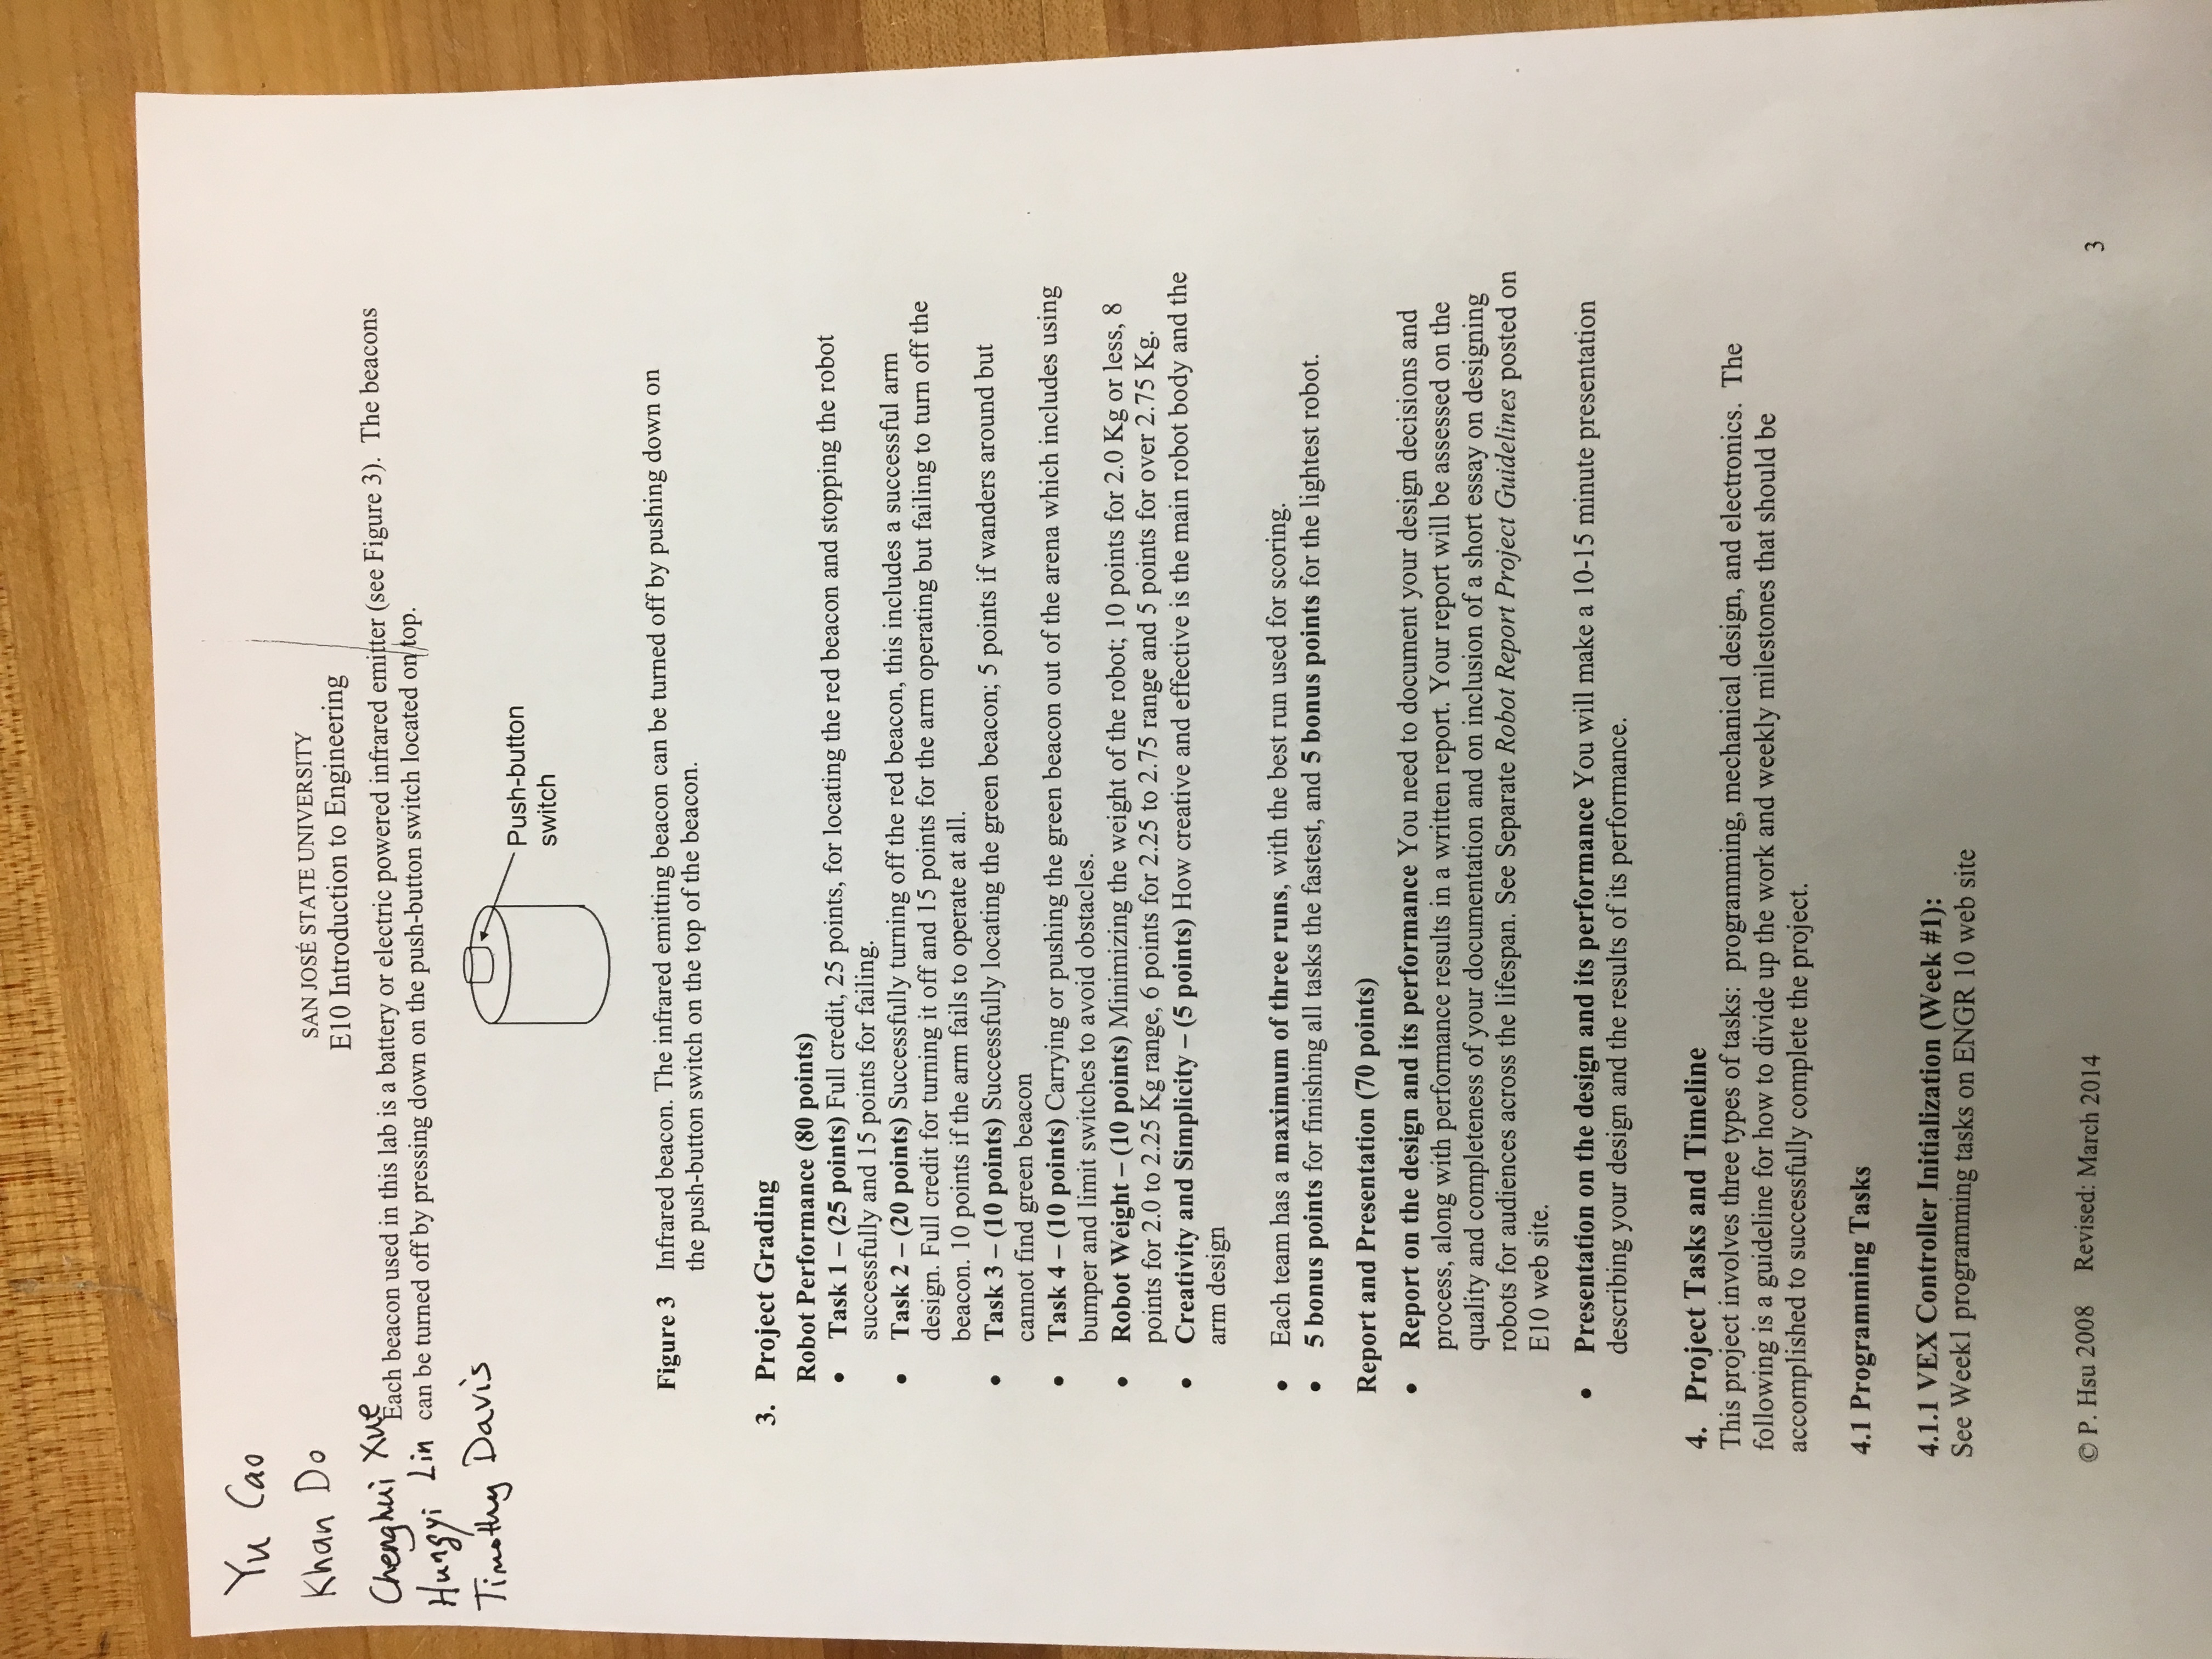 Yu Cao
Khan Do
Chenghui Xue
Hungyi Lin
Timothy Davis
SAN JOSÉ STATE UNIVERSITY
E10 Introduction to Engineering
Each beacon used in this lab is a battery or electric powered infrared emitter (see Figure 3).  The beacons
can be turned off by pressing down on the push-button switch located on top.
Push-button
switch
Figure 3 Infrared beacon. The infrared emitting beacon can be turned off by pushing down on
the push-button switch on the top of the beacon.
3. Project Grading
Robot Performance (80 points)
• Task 1 – (25 points) Full credit, 25 points, for locating the red beacon and stopping the robot
successfully and 15 points for failing.
• Task 2 – (20 points) Successfully turning off the red beacon, this includes a successful arm
design. Full credit for turning it off and 15 points for the arm operating but failing to turn off the
beacon. 10 points if the arm fails to operate at all.
• Task 3 – (10 points) Successfully locating the green beacon; 5 points if wanders around but
cannot find green beacon
• Task 4 – (10 points) Carrying or pushing the green beacon out of the arena which includes using
bumper and limit switches to avoid obstacles.
• Robot Weight – (10 points) Minimizing the weight of the robot; 10 points for 2.0 Kg or less, 8
points for 2.0 to 2.25 Kg range, 6 points for 2.25 to 2.75 range and 5 points for over 2.75 Kg.
• Creativity and Simplicity – (5 points) How creative and effective is the main robot body and the
arm design
• Each team has a maximum of three runs, with the best run used for scoring.
• 5 bonus points for finishing all tasks the fastest, and 5 bonus points for the lightest robot.
Report and Presentation (70 points)
• Report on the design and its performance You need to document your design decisions and
process, along with performance results in a written report. Your report will be assessed on the
quality and completeness of your documentation and on inclusion of a short essay on designing
robots for audiences across the lifespan. See Separate Robot Report Project Guidelines posted on
E10 web site.
• Presentation on the design and its performance You will make a 10-15 minute presentation
describing your design and the results of its performance.
4. Project Tasks and Timeline
This project involves three types of tasks:  programming, mechanical design, and electronics.  The
following is a guideline for how to divide up the work and weekly milestones that should be
accomplished to successfully complete the project.
4.1 Programming Tasks
4.1.1 VEX Controller Initialization (Week #1):
See Week1 programming tasks on ENGR 10 web site
© P. Hsu 2008 Revised: March 2014 3